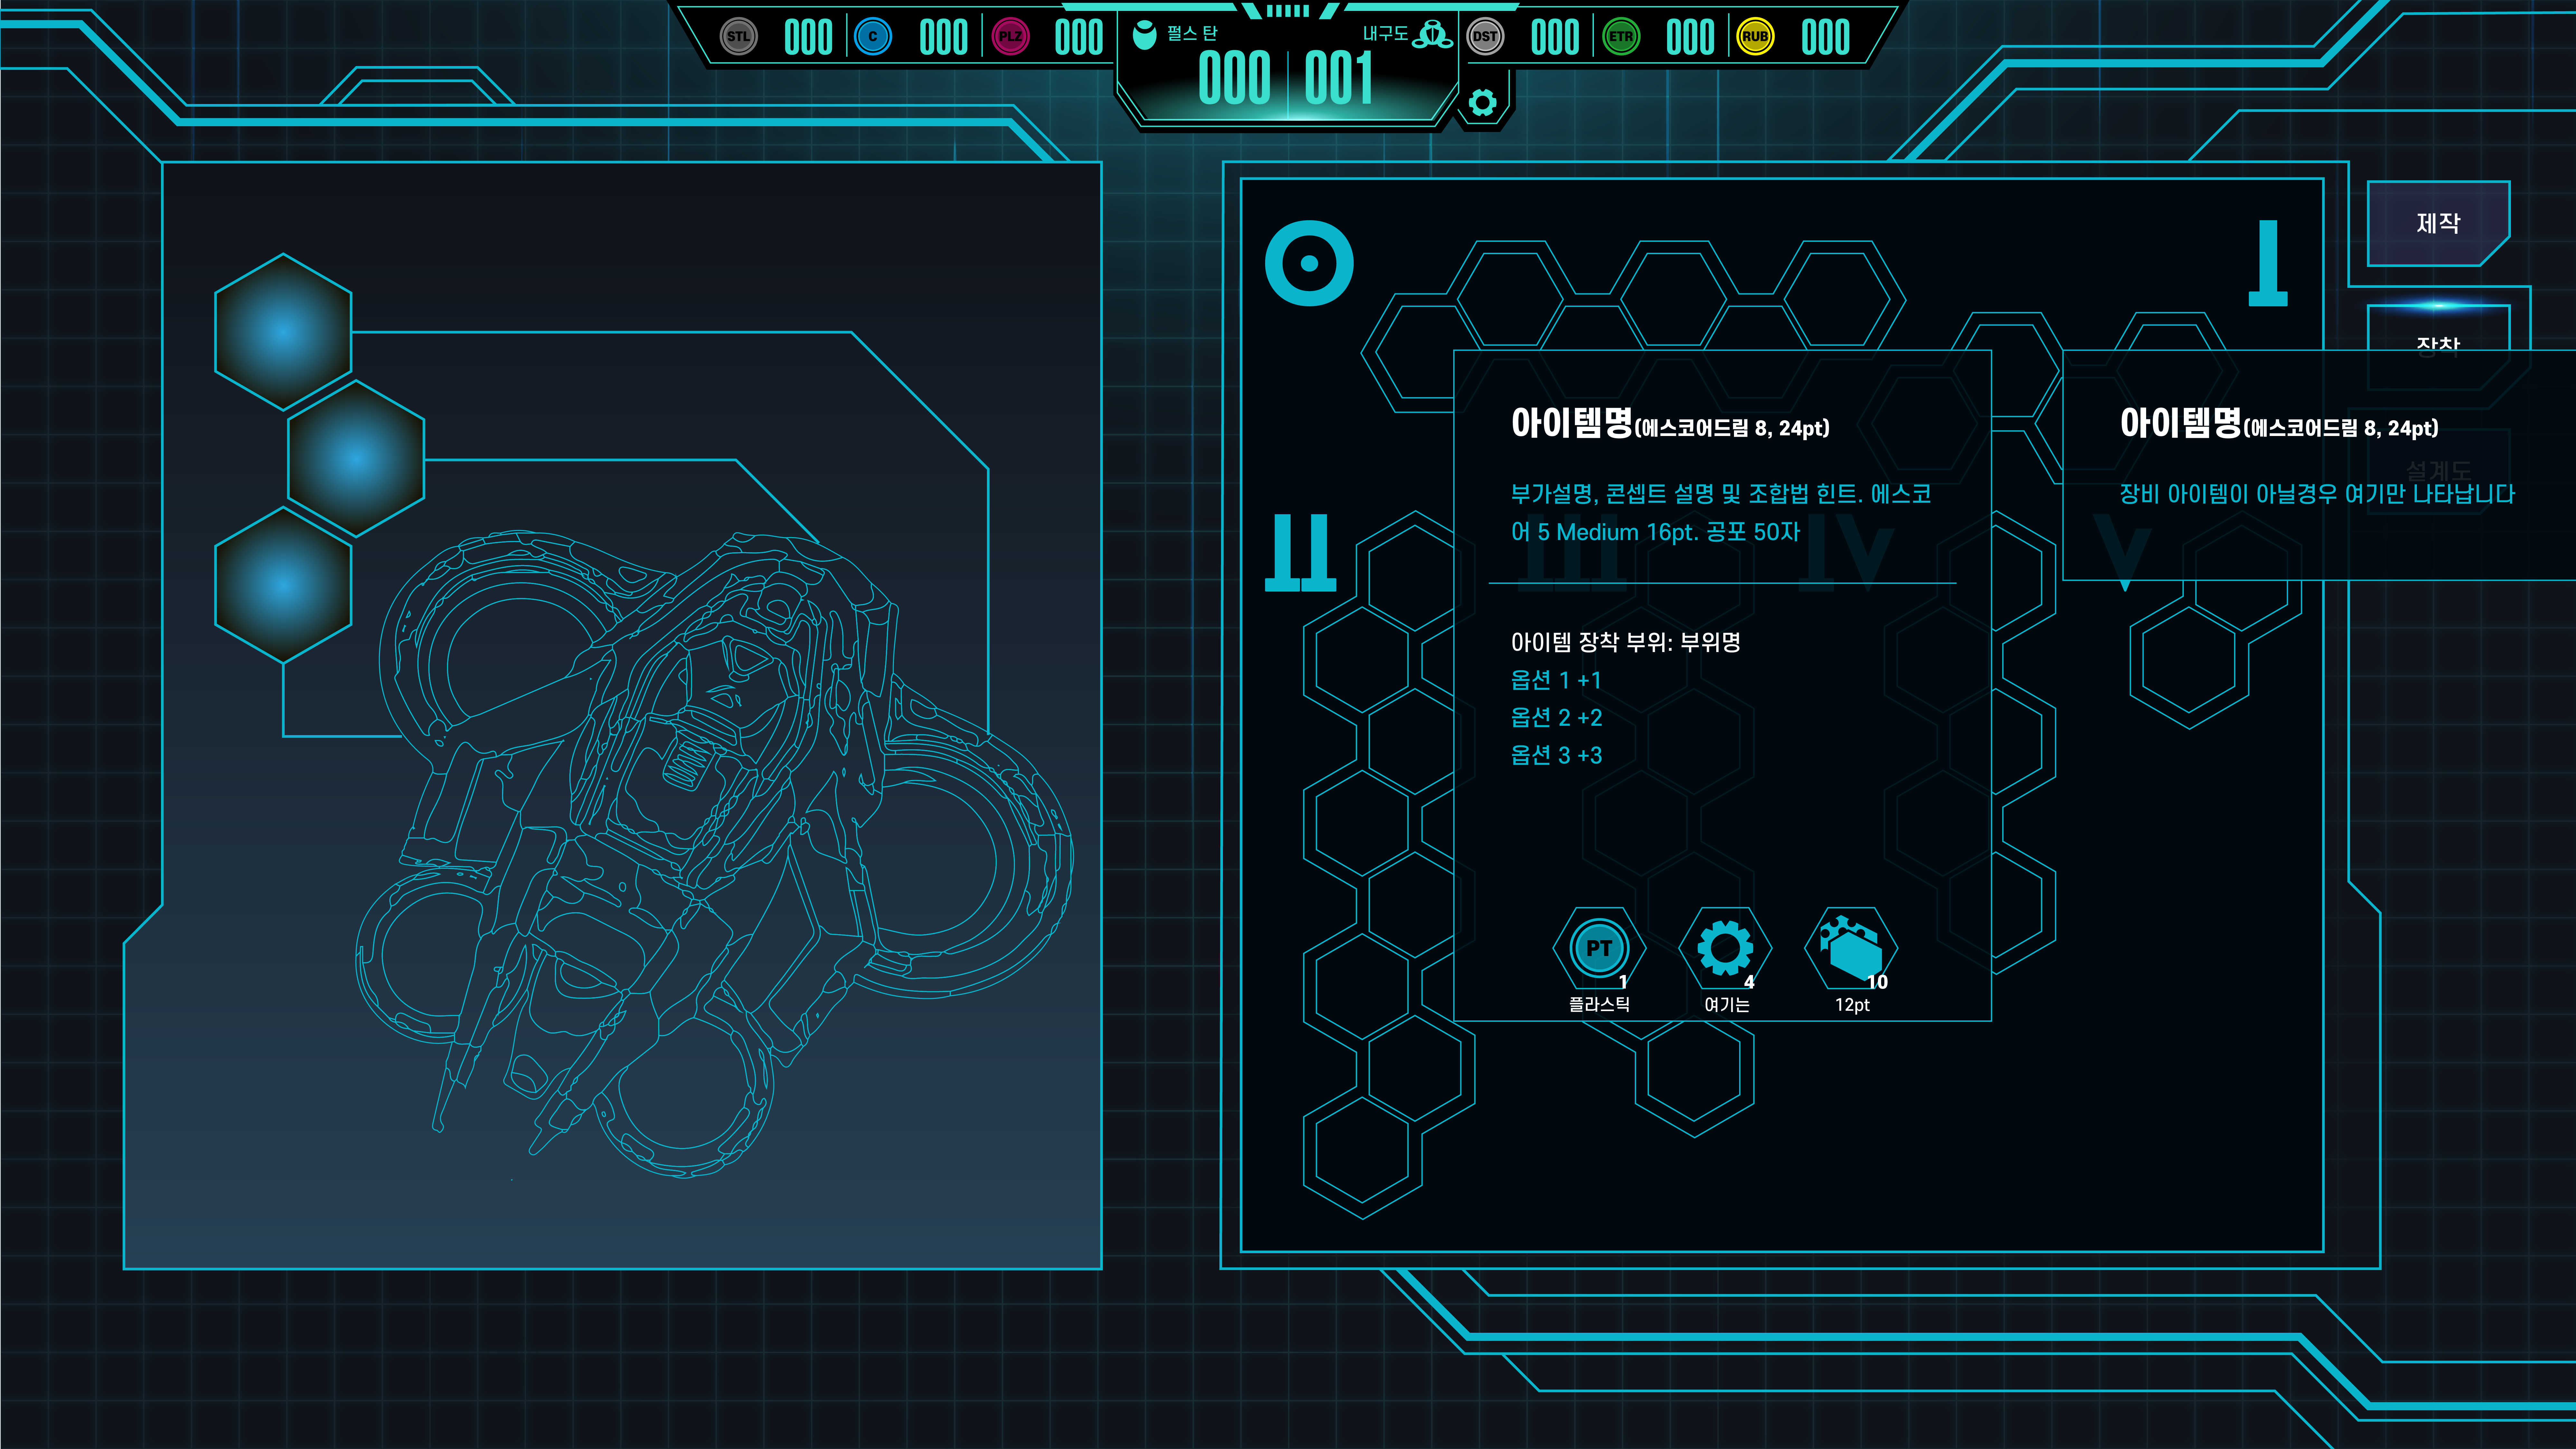 STL 000 C 000 PLZ 000
펄스 탄 내구도
000 001
DST 000 ETR 000 RUB 000
제작
장착
설계도
I
II III IV V
아이템명(에스코어드림 8, 24pt)
부가설명, 콘셉트 설명 및 조합법 힌트. 에스코
어 5 Medium 16pt. 공포 50자
아이템 장착 부위: 부위명
옵션 1 +1
옵션 2 +2
옵션 3 +3
PT
1 4 10
플라스틱 여기는 12pt
아이템명(에스코어드림 8, 24pt)
장비 아이템이 아닐경우 여기만 나타납니다